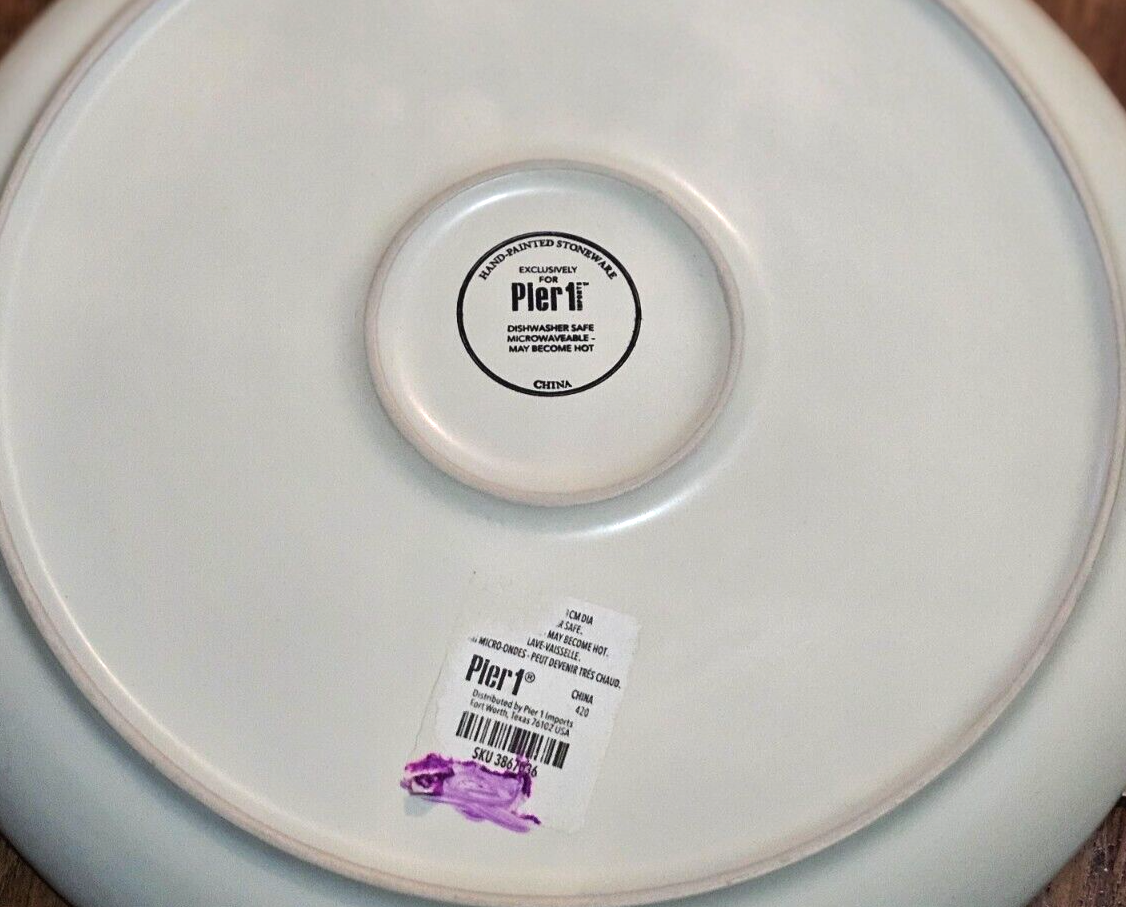 HAND-PAINTED STONEWARE
EXCLUSIVELY
FOR
Pier 1
DISHWASHER SAFE
MICROWAVEABLE -
MAY BECOME HOT
CHINA
CM DIA
SAFE.
MAY BECOME HOT.
LAVE-VAISSELLE.
MICRO-ONDES - PEUT DEVENIR TRÈS CHAUD.
Pier 1®
CHINA
420
Distributed by Pier 1 Imports
Fort Worth, Texas 76102 USA
SKU